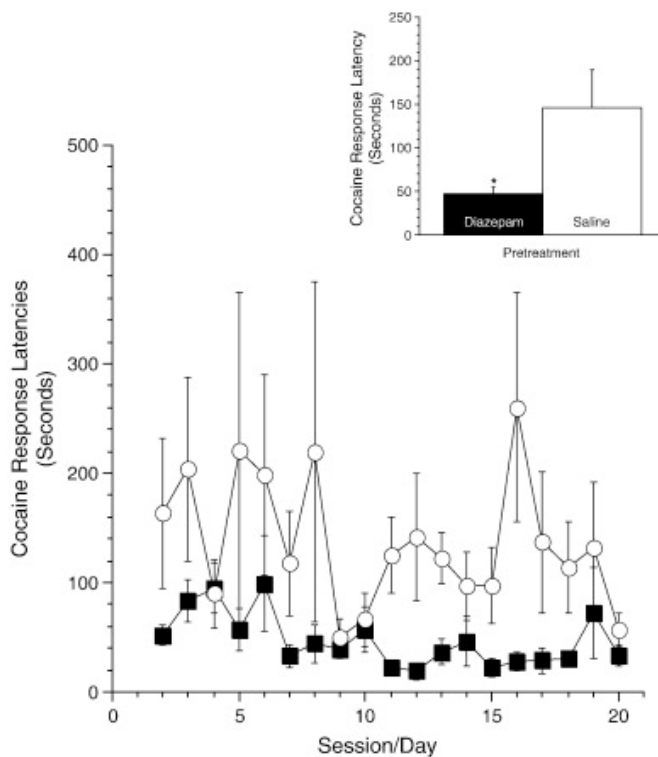 250
200
150
100
50
0
Cocaine Response Latency
(Seconds)
*
Diazepam
Saline
Pretreatment
500
400
300
200
100
0
Cocaine Response Latencies
(Seconds)
0
5
10
15
20
Session/Day